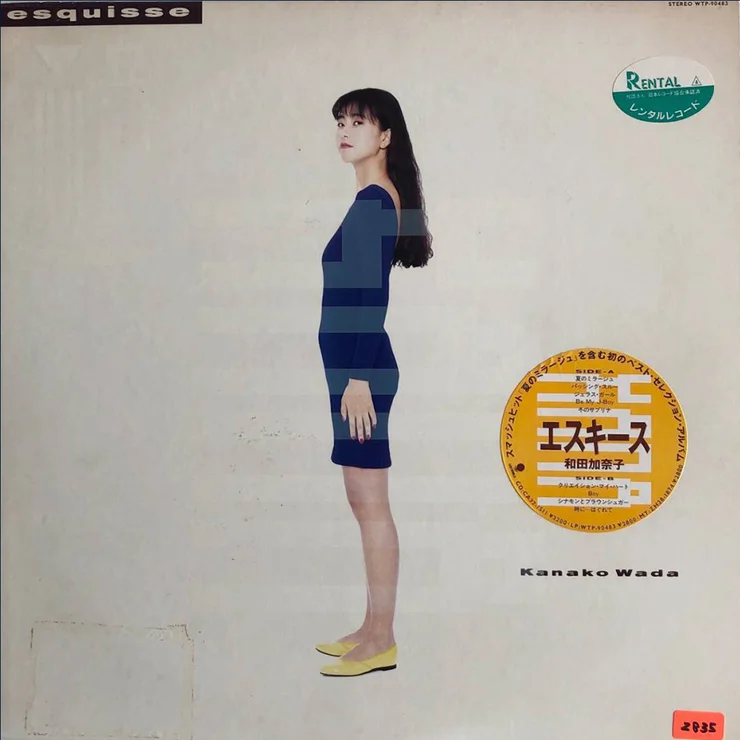 esquisse
STEREO WTP-90483
RENTAL
レンタルレコード
スマッシュヒット「夏のミラージュ」を含む初のベスト・セレクション・アルバム
SIDE-A
夏のミラージュ
パッシング・スルー
ジェラス・ガール
Be My J-Boy
冬のサブリナ
エスキース
和田加奈子
SIDE-B
クリエイション・マイ・ハート
Boy
シナモンとブラウンシュガー
時に…はぐれて
Kanako Wada
2835